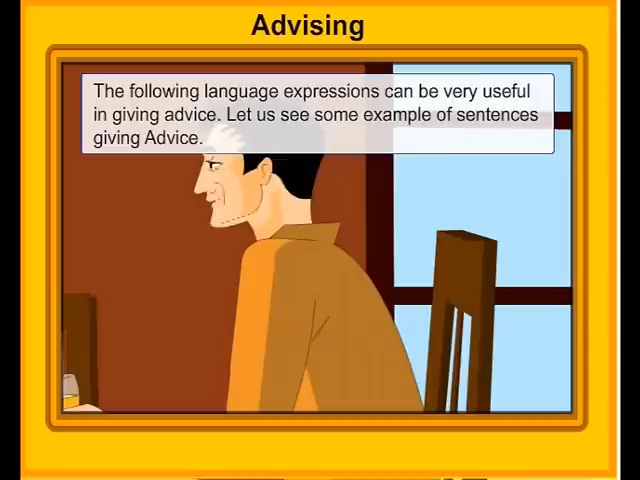 Advising
The following language expressions can be very useful
in giving advice. Let us see some example of sentences
giving Advice.